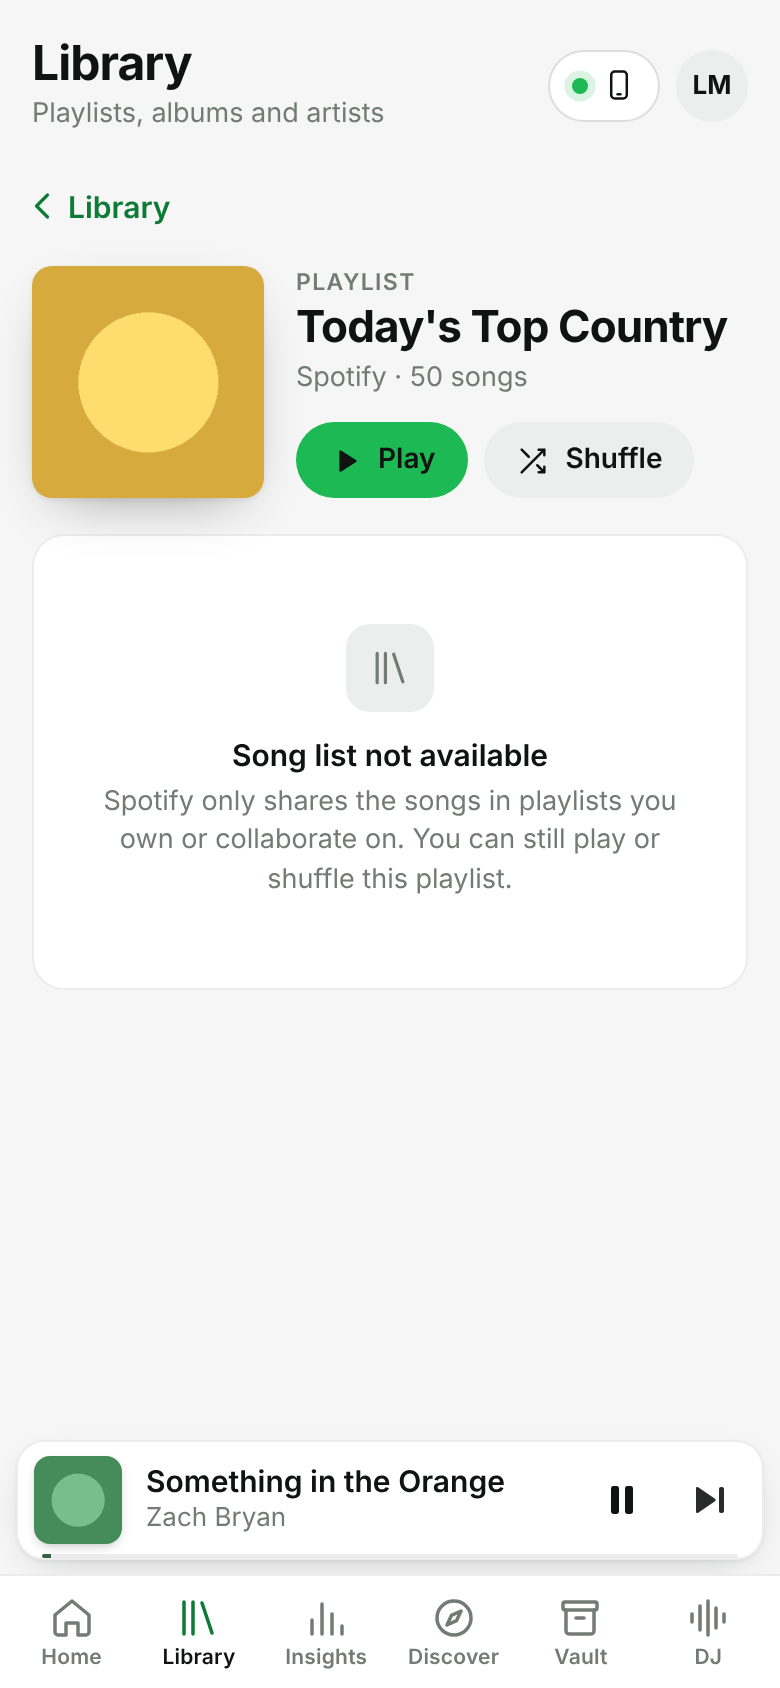 Library
Playlists, albums and artists
LM
Library
PLAYLIST
Today's Top Country
Spotify · 50 songs
Play
Shuffle
Song list not available
Spotify only shares the songs in playlists you
own or collaborate on. You can still play or
shuffle this playlist.
Something in the Orange
Zach Bryan
Home
Library
Insights
Discover
Vault
DJ